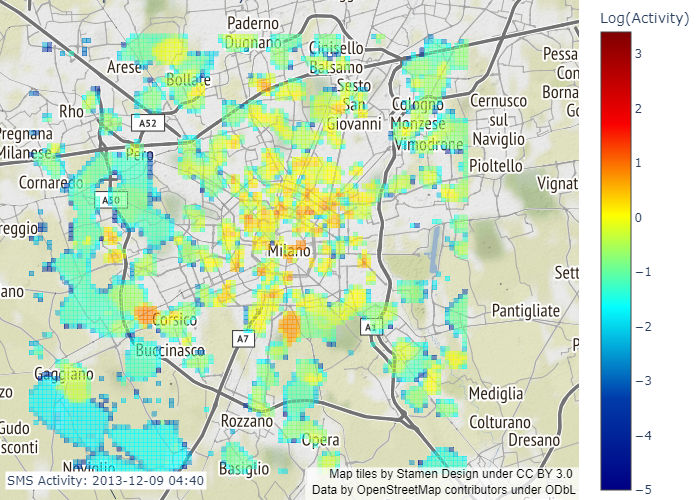 Log(Activity)
Paderno
Dugnano
Cinisello
Balsamo
Arese
Bollate
Sesto
San
Giovanni
Rho
A52
Cologno
Monzese
Vimodrone
Cernusco
sul
Naviglio
Pessa
Con
Borna
Go
Pregnana
Milanese
Pero
Pioltello
Cornaredo
A50
Vignat
reggio
Milano
Sett
ano
Corsico
A7
A1
Pantigliate
P
Buccinasco
Gaggiano
zo
Mediglia
Rozzano
Colturano
Dresano
Gudo
sconti
Opera
Noviglio
Basiglio
SMS Activity: 2013-12-09 04:40
Map tiles by Stamen Design under CC BY 3.0
Data by OpenStreetMap contributors under ODbL
3
2
1
0
−1
−2
−3
−4
−5